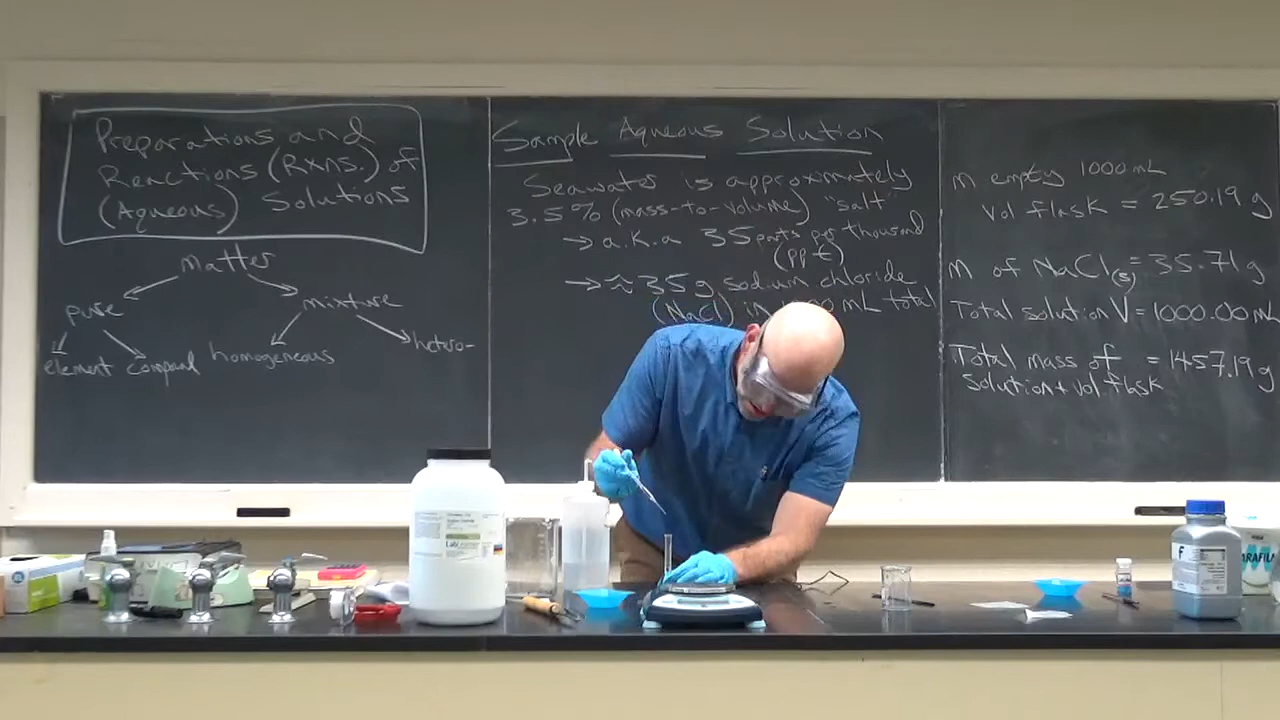 Preparations and
Reactions (Rxns.) of
(Aqueous) Solutions
matter
pure
mixture
element compound
homogeneous
hetero-
Sample Aqueous Solution
Seawater is approximately
3.5% (mass-to-volume) "salt"
→ a.k.a 35 parts per thousand
(ppt)
→ ≈ 35 g sodium chloride
(NaCl) in mL total
m empty 1000 mL
vol flask = 250.19 g
m of NaCl(s) = 35.71 g
Total solution V = 1000.00 mL
Total mass of = 1457.19 g
solution + vol flask
Lab
F